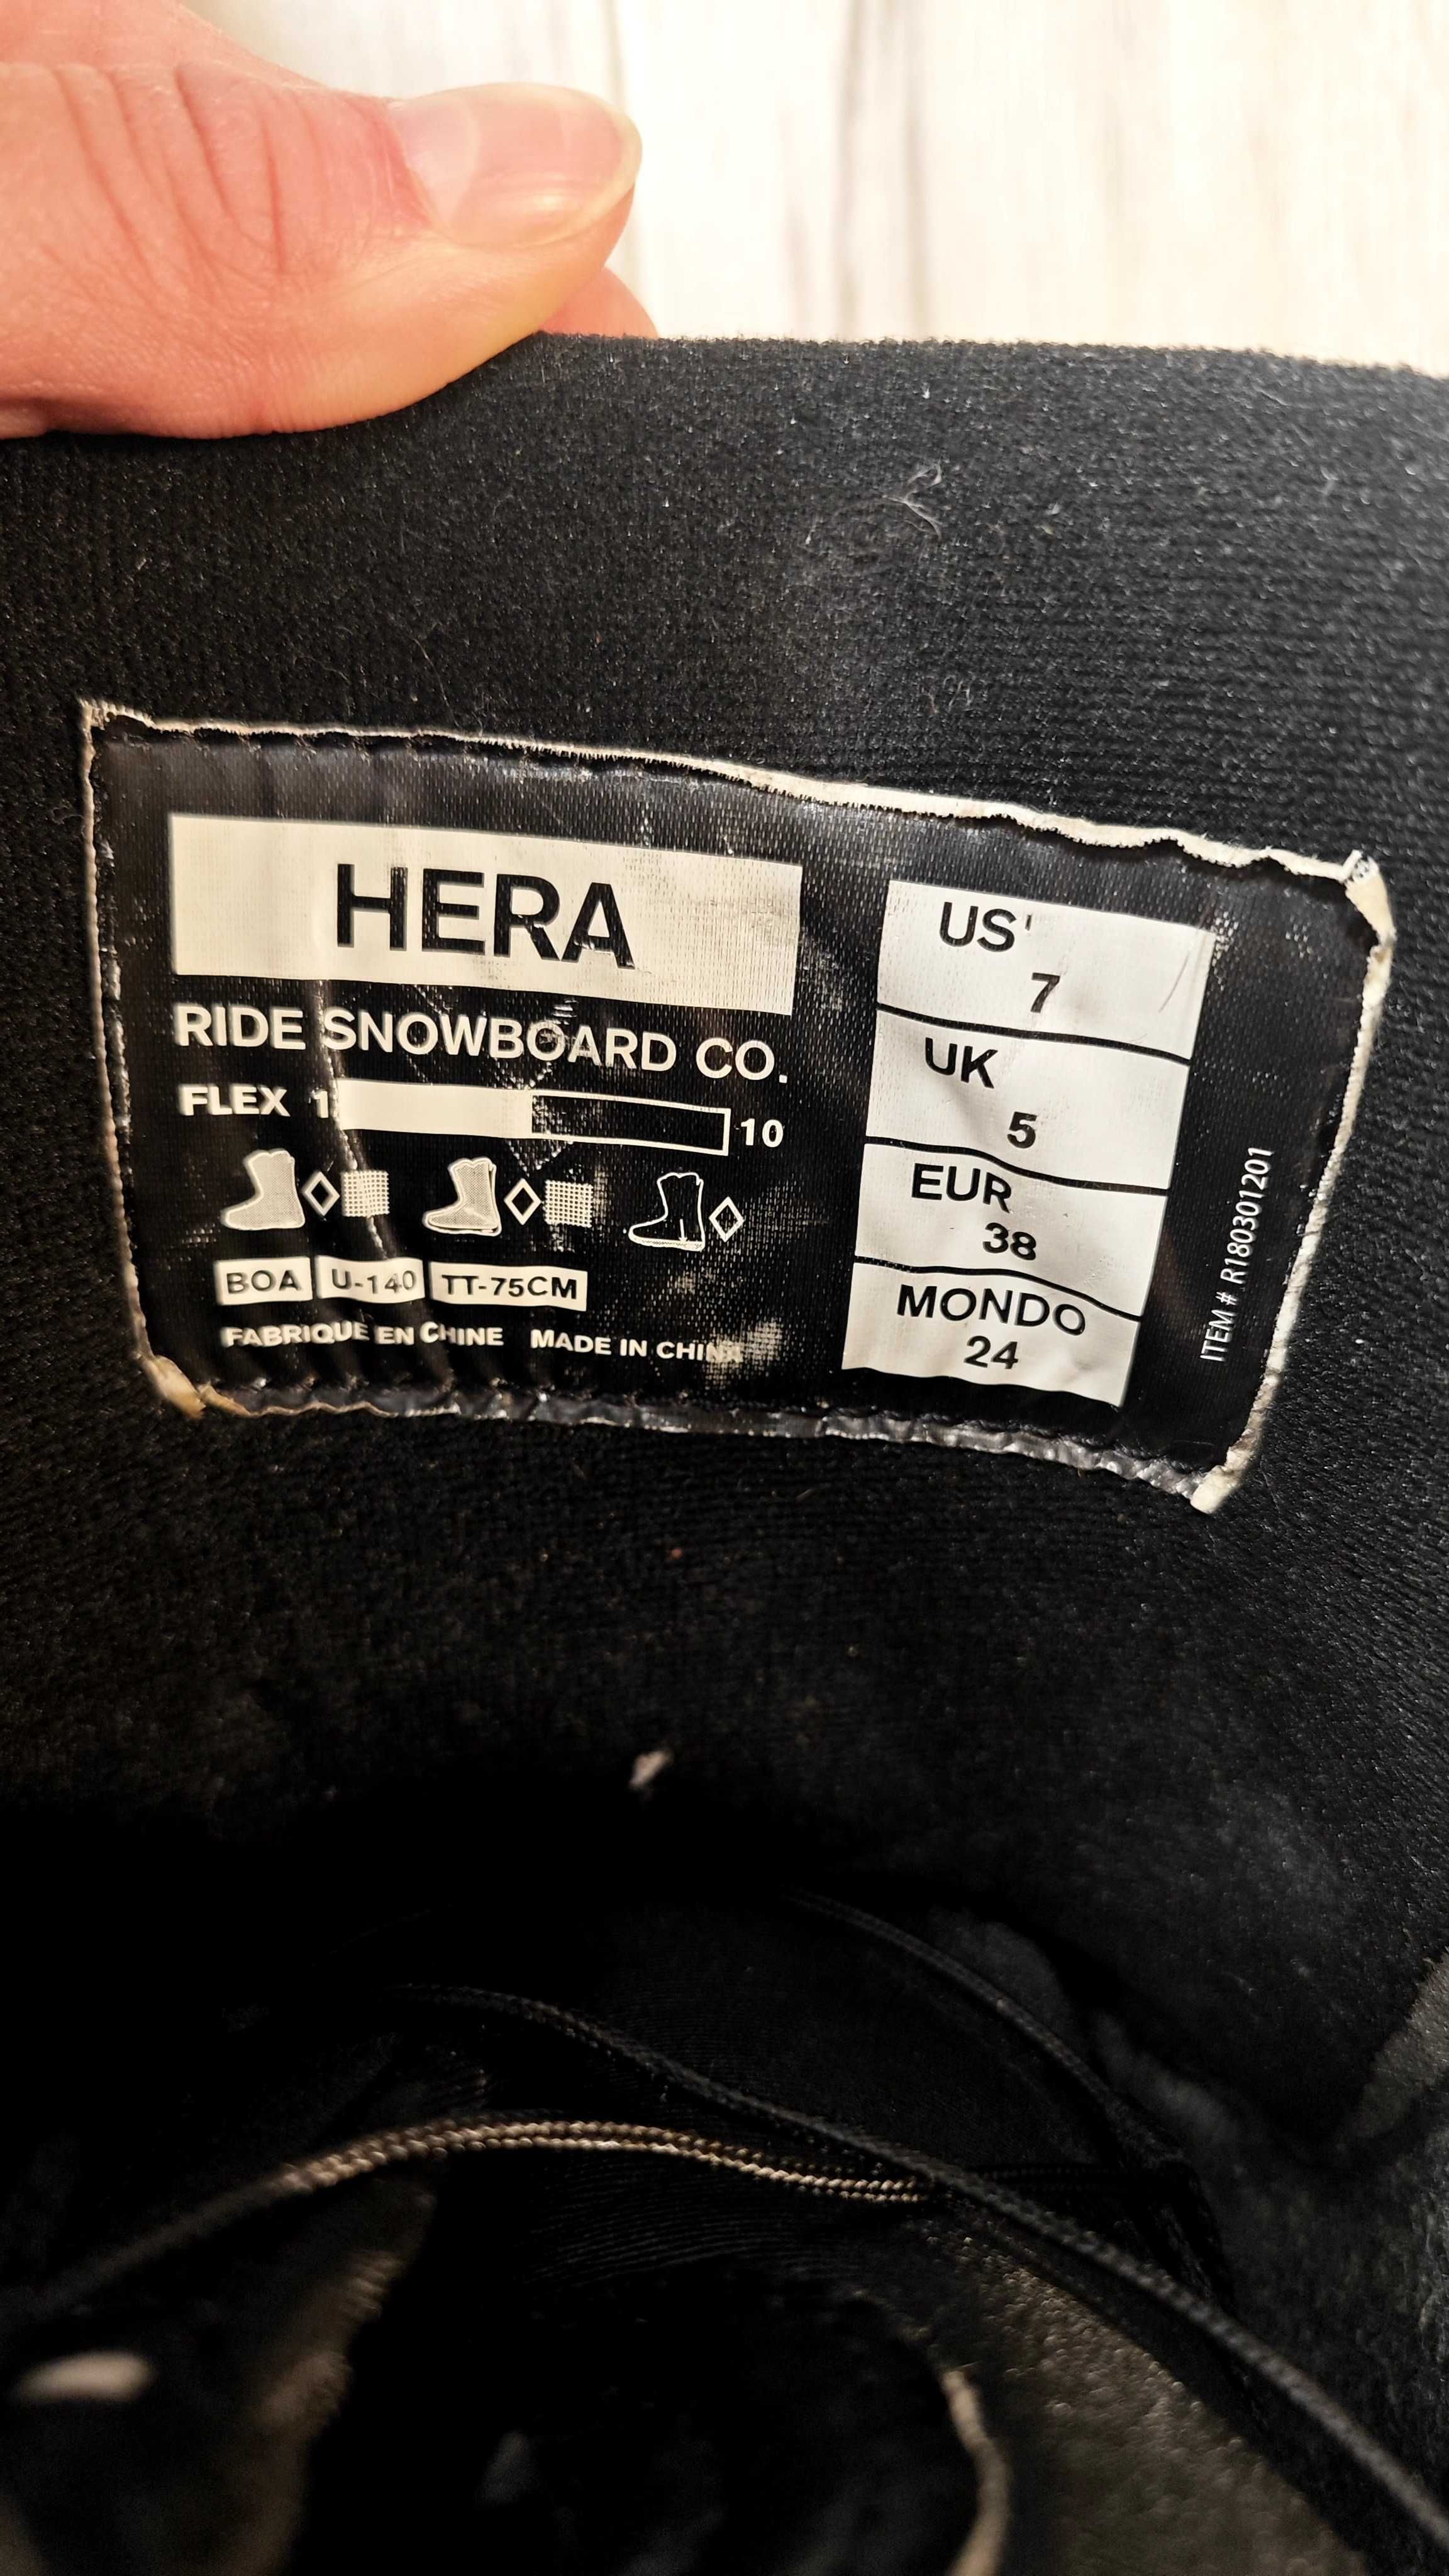 HERA
RIDE SNOWBOARD CO.
FLEX 1 10
BOA U-140 TT-75CM
FABRIQUE EN CHINE MADE IN CHINA
US
7
UK
5
EUR
38
MONDO
24
ITEM # R180301201